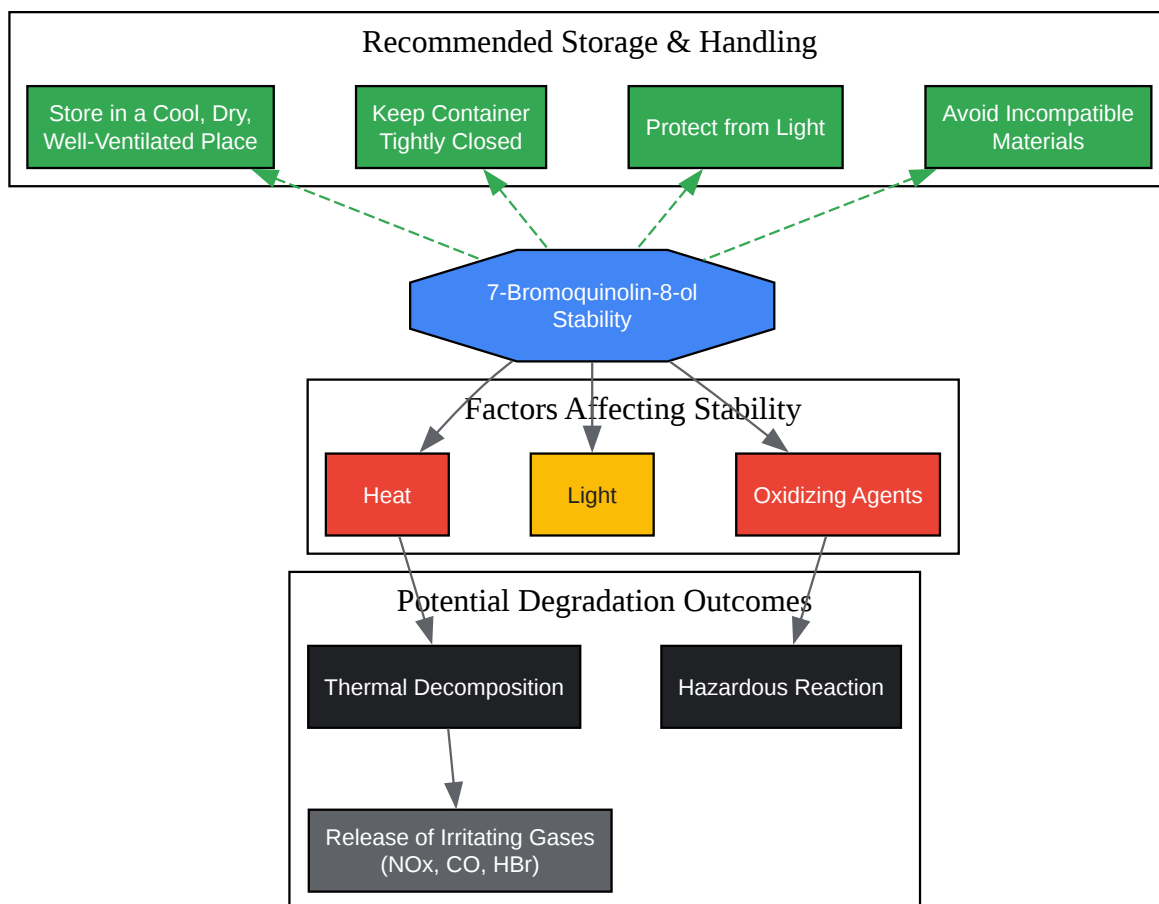 Recommended Storage & Handling
Store in a Cool, Dry,
Well-Ventilated Place
Keep Container
Tightly Closed
Protect from Light
Avoid Incompatible
Materials
7-Bromoquinolin-8-ol
Stability
Factors Affecting Stability
Heat
Light
Oxidizing Agents
Potential Degradation Outcomes
Thermal Decomposition
Hazardous Reaction
Release of Irritating Gases
(NOx, CO, HBr)